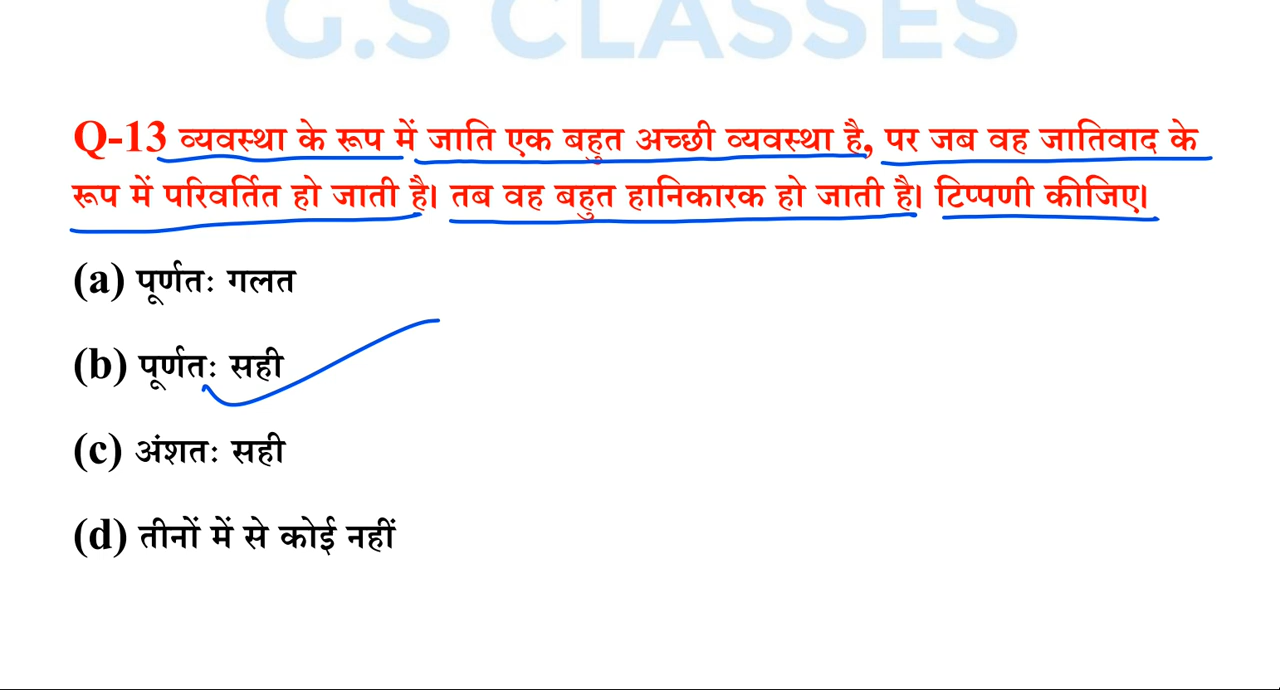 G.S CLASSES
Q-13 व्यवस्था के रूप में जाति एक बहुत अच्छी व्यवस्था है, पर जब वह जातिवाद के
रूप में परिवर्तित हो जाती है। तब वह बहुत हानिकारक हो जाती है। टिप्पणी कीजिए।
(a) पूर्णतः गलत
(b) पूर्णतः सही
(c) अंशतः सही
(d) तीनों में से कोई नहीं